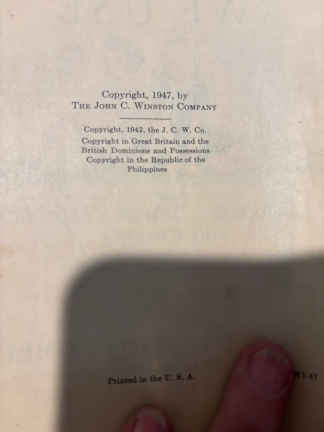 Copyright, 1947, by
THE JOHN C. WINSTON COMPANY
Copyright, 1942, the J. C. W. Co.
Copyright in Great Britain and the
British Dominions and Possessions
Copyright in the Republic of the
Philippines
Printed in the U. S. A.